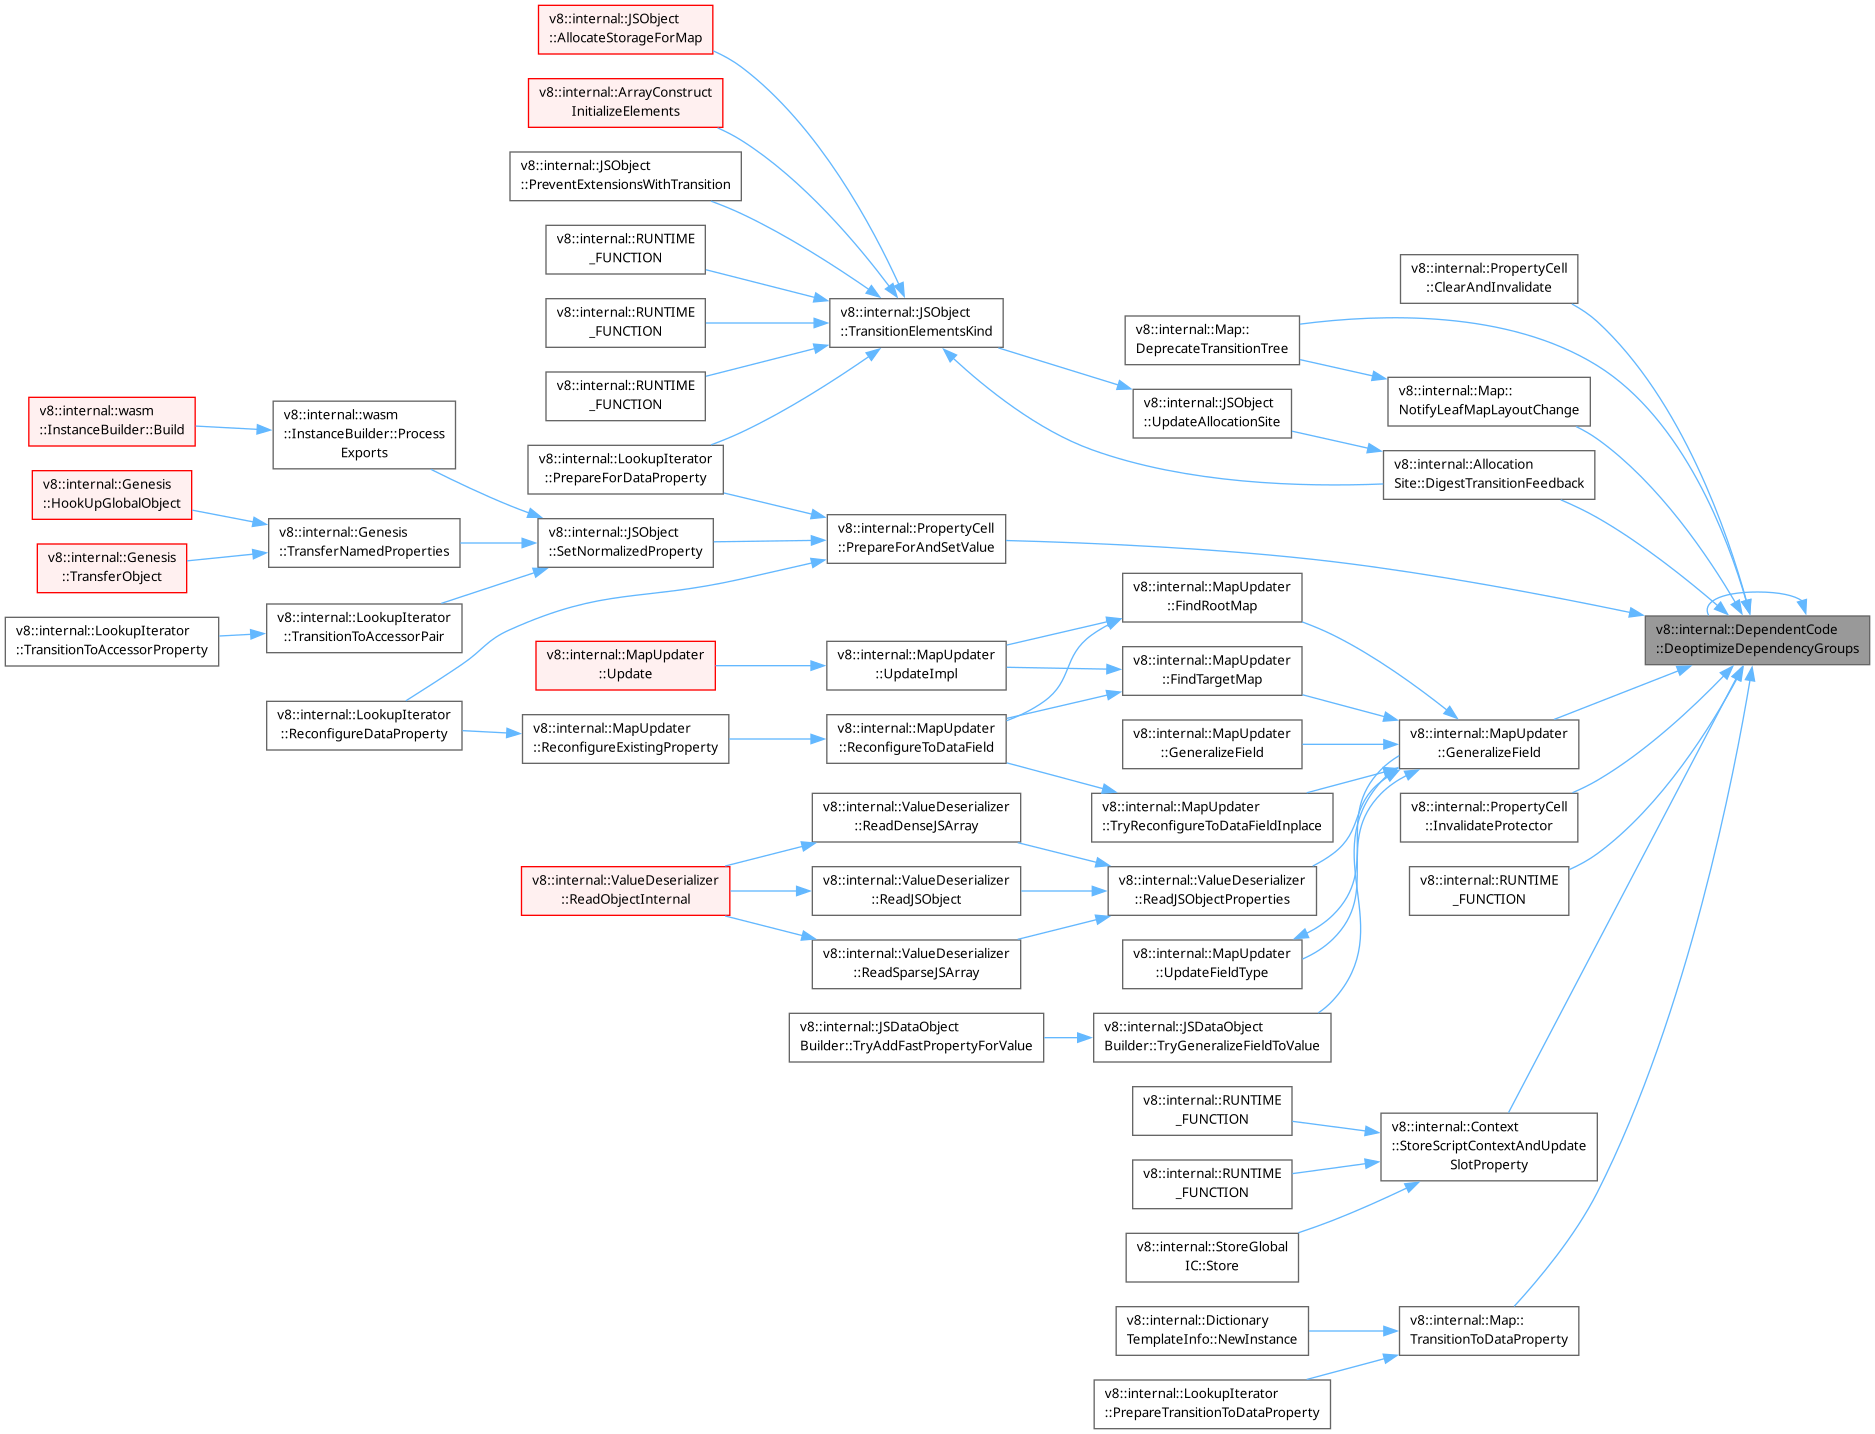 v8::internal::JSObject
::AllocateStorageForMap
v8::internal::ArrayConstruct
InitializeElements
v8::internal::JSObject
::PreventExtensionsWithTransition
v8::internal::RUNTIME
_FUNCTION
v8::internal::RUNTIME
_FUNCTION
v8::internal::RUNTIME
_FUNCTION
v8::internal::JSObject
::TransitionElementsKind
v8::internal::PropertyCell
::ClearAndInvalidate
v8::internal::Map::
DeprecateTransitionTree
v8::internal::Map::
NotifyLeafMapLayoutChange
v8::internal::JSObject
::UpdateAllocationSite
v8::internal::Allocation
Site::DigestTransitionFeedback
v8::internal::wasm
::InstanceBuilder::Build
v8::internal::wasm
::InstanceBuilder::Process
Exports
v8::internal::LookupIterator
::PrepareForDataProperty
v8::internal::Genesis
::HookUpGlobalObject
v8::internal::Genesis
::TransferNamedProperties
v8::internal::JSObject
::SetNormalizedProperty
v8::internal::PropertyCell
::PrepareForAndSetValue
v8::internal::Genesis
::TransferObject
v8::internal::LookupIterator
::TransitionToAccessorProperty
v8::internal::LookupIterator
::TransitionToAccessorPair
v8::internal::MapUpdater
::FindRootMap
v8::internal::DependentCode
::DeoptimizeDependencyGroups
v8::internal::MapUpdater
::Update
v8::internal::MapUpdater
::UpdateImpl
v8::internal::MapUpdater
::FindTargetMap
v8::internal::LookupIterator
::ReconfigureDataProperty
v8::internal::MapUpdater
::ReconfigureExistingProperty
v8::internal::MapUpdater
::ReconfigureToDataField
v8::internal::MapUpdater
::GeneralizeField
v8::internal::MapUpdater
::GeneralizeField
v8::internal::MapUpdater
::TryReconfigureToDataFieldInplace
v8::internal::PropertyCell
::InvalidateProtector
v8::internal::ValueDeserializer
::ReadDenseJSArray
v8::internal::ValueDeserializer
::ReadObjectInternal
v8::internal::ValueDeserializer
::ReadJSObject
v8::internal::ValueDeserializer
::ReadJSObjectProperties
v8::internal::RUNTIME
_FUNCTION
v8::internal::ValueDeserializer
::ReadSparseJSArray
v8::internal::MapUpdater
::UpdateFieldType
v8::internal::JSDataObject
Builder::TryAddFastPropertyForValue
v8::internal::JSDataObject
Builder::TryGeneralizeFieldToValue
v8::internal::RUNTIME
_FUNCTION
v8::internal::RUNTIME
_FUNCTION
v8::internal::Context
::StoreScriptContextAndUpdate
SlotProperty
v8::internal::StoreGlobal
IC::Store
v8::internal::Dictionary
TemplateInfo::NewInstance
v8::internal::Map::
TransitionToDataProperty
v8::internal::LookupIterator
::PrepareTransitionToDataProperty